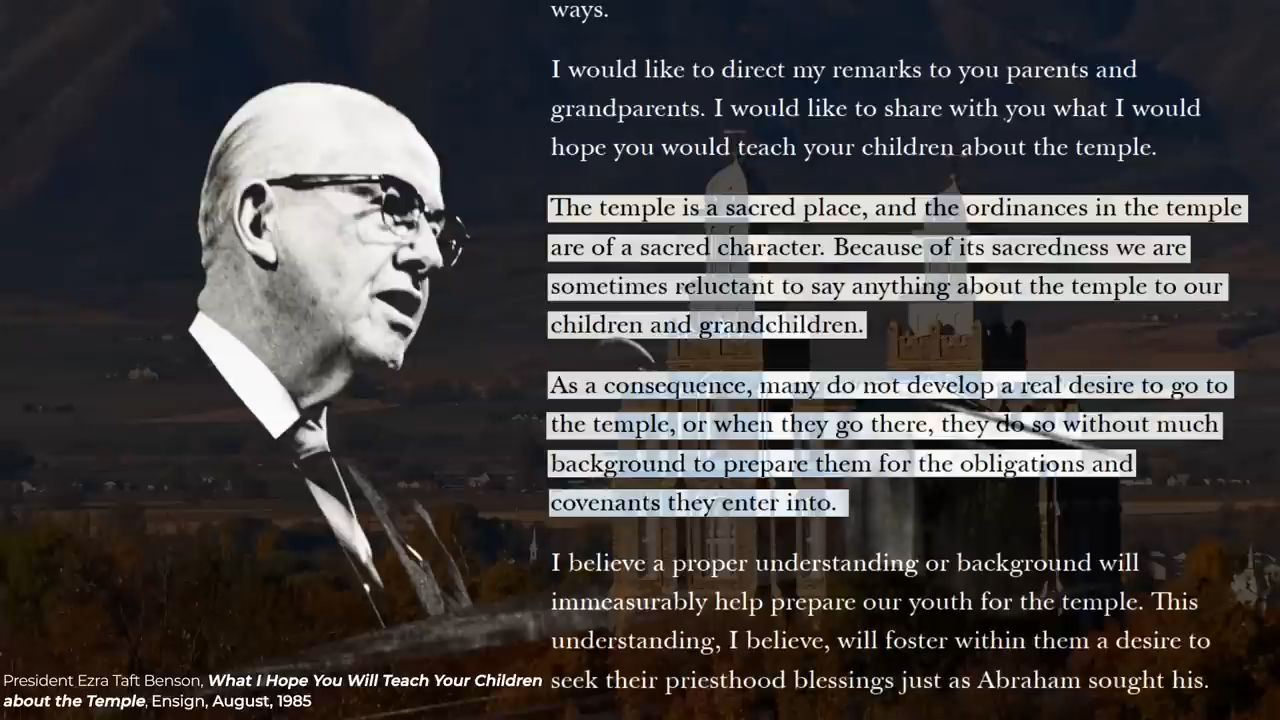 ways.
I would like to direct my remarks to you parents and
grandparents. I would like to share with you what I would
hope you would teach your children about the temple.
The temple is a sacred place, and the ordinances in the temple
are of a sacred character. Because of its sacredness we are
sometimes reluctant to say anything about the temple to our
children and grandchildren.
As a consequence, many do not develop a real desire to go to
the temple, or when they go there, they do so without much
background to prepare them for the obligations and
covenants they enter into.
I believe a proper understanding or background will
immeasurably help prepare our youth for the temple. This
understanding, I believe, will foster within them a desire to
seek their priesthood blessings just as Abraham sought his.
President Ezra Taft Benson, What I Hope You Will Teach Your Children
about the Temple, Ensign, August, 1985